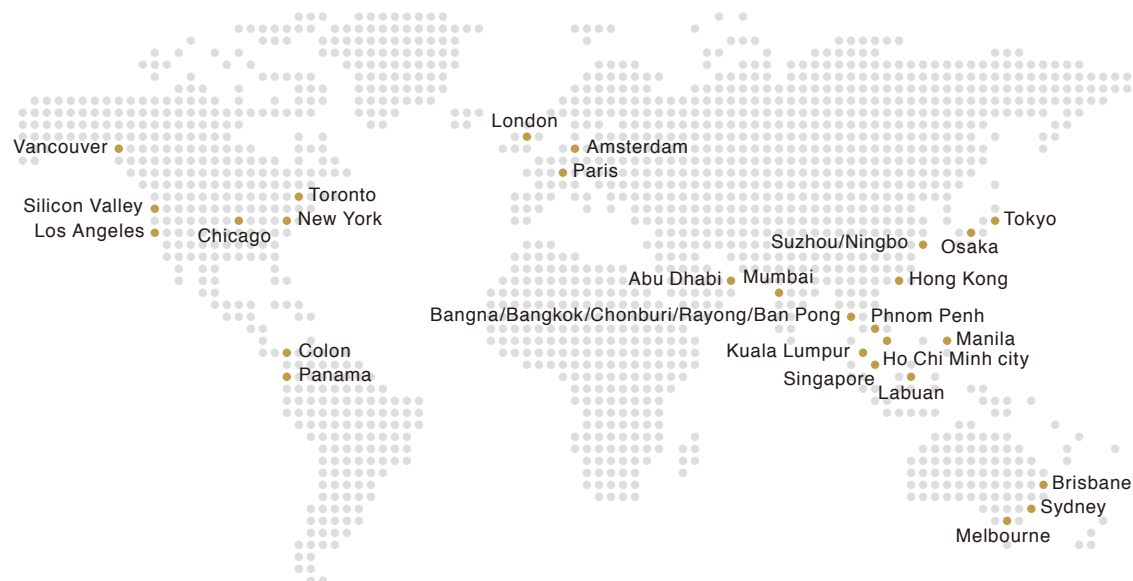 London
Vancouver
Amsterdam
Paris
Toronto
Silicon Valley
New York
Tokyo
Los Angeles
Chicago
Suzhou/Ningbo
Osaka
Abu Dhabi
Mumbai
Hong Kong
Bangna/Bangkok/Chonburi/Rayong/Ban Pong
Phnom Penh
Manila
Colon
Kuala Lumpur
Ho Chi Minh city
Panama
Singapore
Labuan
Brisbane
Sydney
Melbourne